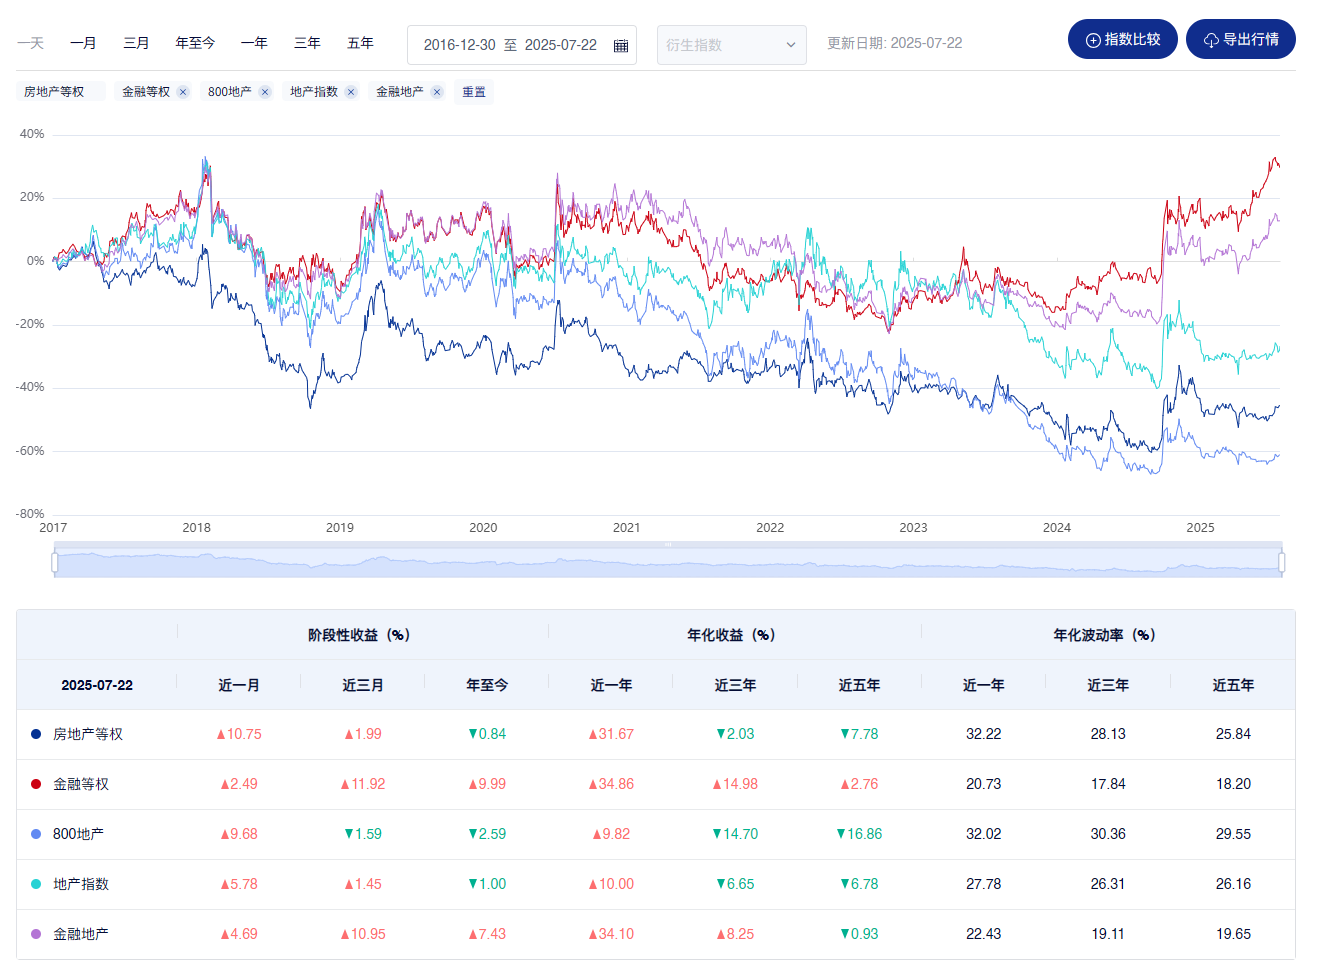 一天 一月 三月 年至今 一年 三年 五年 2016-12-30 至 2025-07-22 衍生指数 更新日期: 2025-07-22 指数比较 导出行情
房地产等权 金融等权 × 800地产 × 地产指数 × 金融地产 × 重置
40%
20%
0%
-20%
-40%
-60%
-80%
2017 2018 2019 2020 2021 2022 2023 2024 2025
阶段性收益（%） 年化收益（%） 年化波动率（%）
2025-07-22 近一月 近三月 年至今 近一年 近三年 近五年 近一年 近三年 近五年
房地产等权 ▲10.75 ▲1.99 ▼0.84 ▲31.67 ▼2.03 ▼7.78 32.22 28.13 25.84
金融等权 ▲2.49 ▲11.92 ▲9.99 ▲34.86 ▲14.98 ▲2.76 20.73 17.84 18.20
800地产 ▲9.68 ▼1.59 ▼2.59 ▲9.82 ▼14.70 ▼16.86 32.02 30.36 29.55
地产指数 ▲5.78 ▲1.45 ▼1.00 ▲10.00 ▼6.65 ▼6.78 27.78 26.31 26.16
金融地产 ▲4.69 ▲10.95 ▲7.43 ▲34.10 ▲8.25 ▼0.93 22.43 19.11 19.65